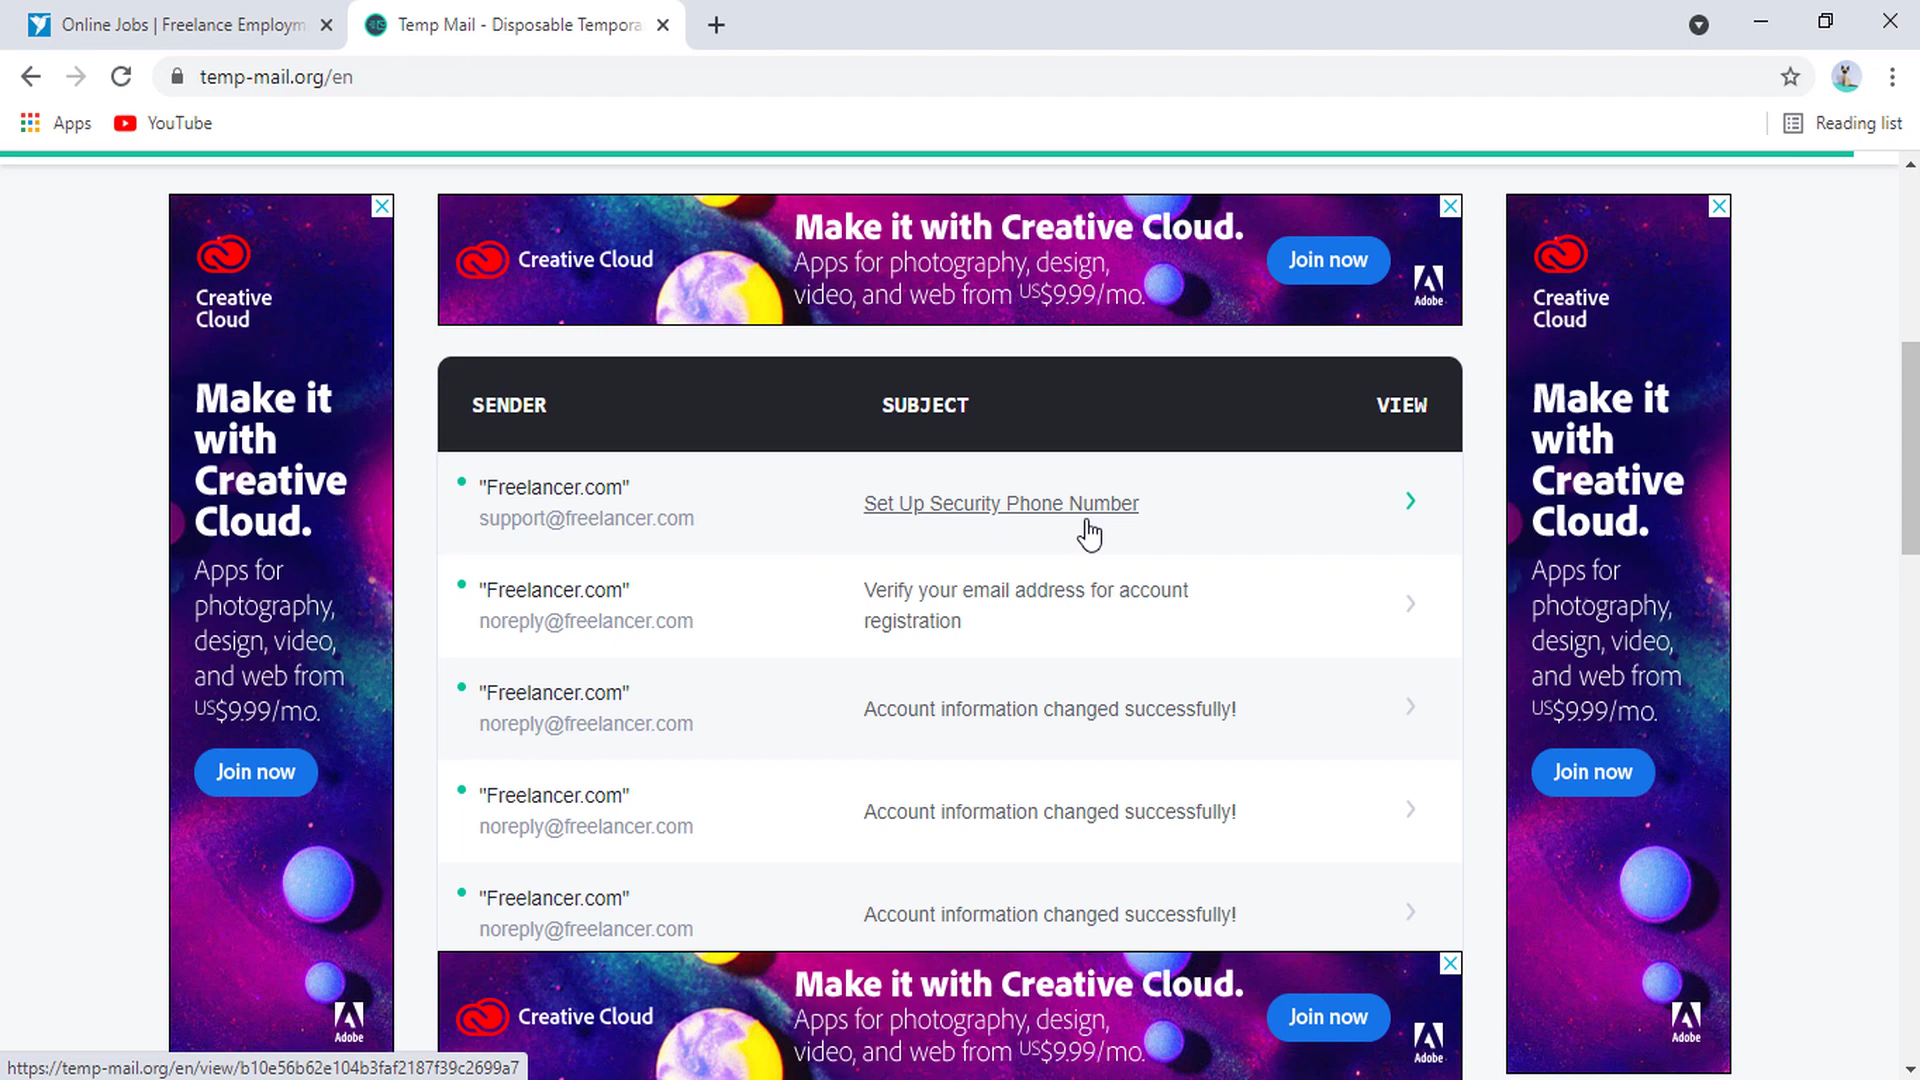 Online Jobs | Freelance Employm
Temp Mail - Disposable Tempora
temp-mail.org/en
Apps
YouTube
Reading list
Creative
Cloud
Make it
with
Creative
Cloud.
Apps for
photography,
design, video,
and web from
US$9.99/mo.
Join now
Adobe
Creative Cloud
Make it with Creative Cloud.
Apps for photography, design,
video, and web from US$9.99/mo.
Join now
Adobe
SENDER SUBJECT VIEW
"Freelancer.com"
support@freelancer.com
Set Up Security Phone Number
"Freelancer.com"
noreply@freelancer.com
Verify your email address for account
registration
"Freelancer.com"
noreply@freelancer.com
Account information changed successfully!
"Freelancer.com"
noreply@freelancer.com
Account information changed successfully!
"Freelancer.com"
noreply@freelancer.com
Account information changed successfully!
Creative Cloud
Make it with Creative Cloud.
Apps for photography, design,
video, and web from US$9.99/mo.
Join now
Adobe
Creative
Cloud
Make it
with
Creative
Cloud.
Apps for
photography,
design, video,
and web from
US$9.99/mo.
Join now
Adobe
https://temp-mail.org/en/view/b10e56b62e104b3faf2187f39c2699a7